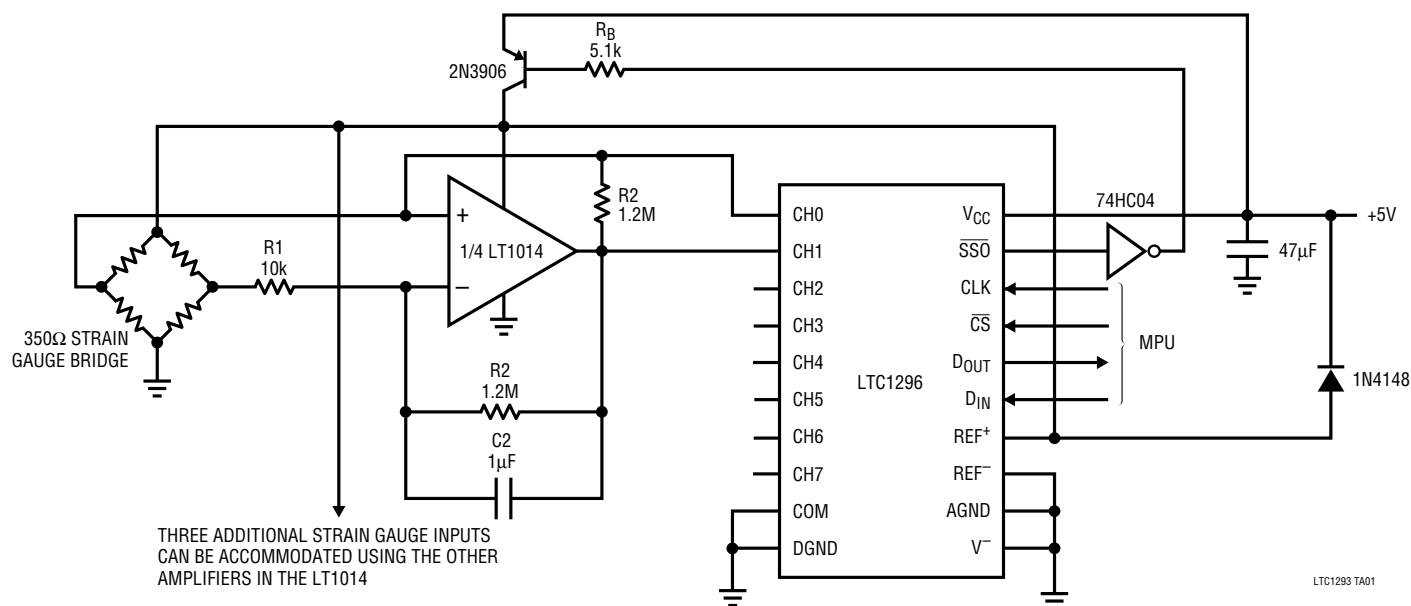 R_B
5.1k
2N3906
R2
1.2M
+
1/4 LT1014
−
R1
10k
350Ω STRAIN
GAUGE BRIDGE
R2
1.2M
C2
1µF
THREE ADDITIONAL STRAIN GAUGE INPUTS
CAN BE ACCOMMODATED USING THE OTHER
AMPLIFIERS IN THE LT1014
CH0
CH1
CH2
CH3
CH4
CH5
CH6
CH7
COM
DGND
LTC1296
V_CC
S̅S̅O̅
CLK
C̅S̅
D_OUT
D_IN
REF⁺
REF⁻
AGND
V⁻
74HC04
+5V
47µF
MPU
1N4148
LTC1293 TA01